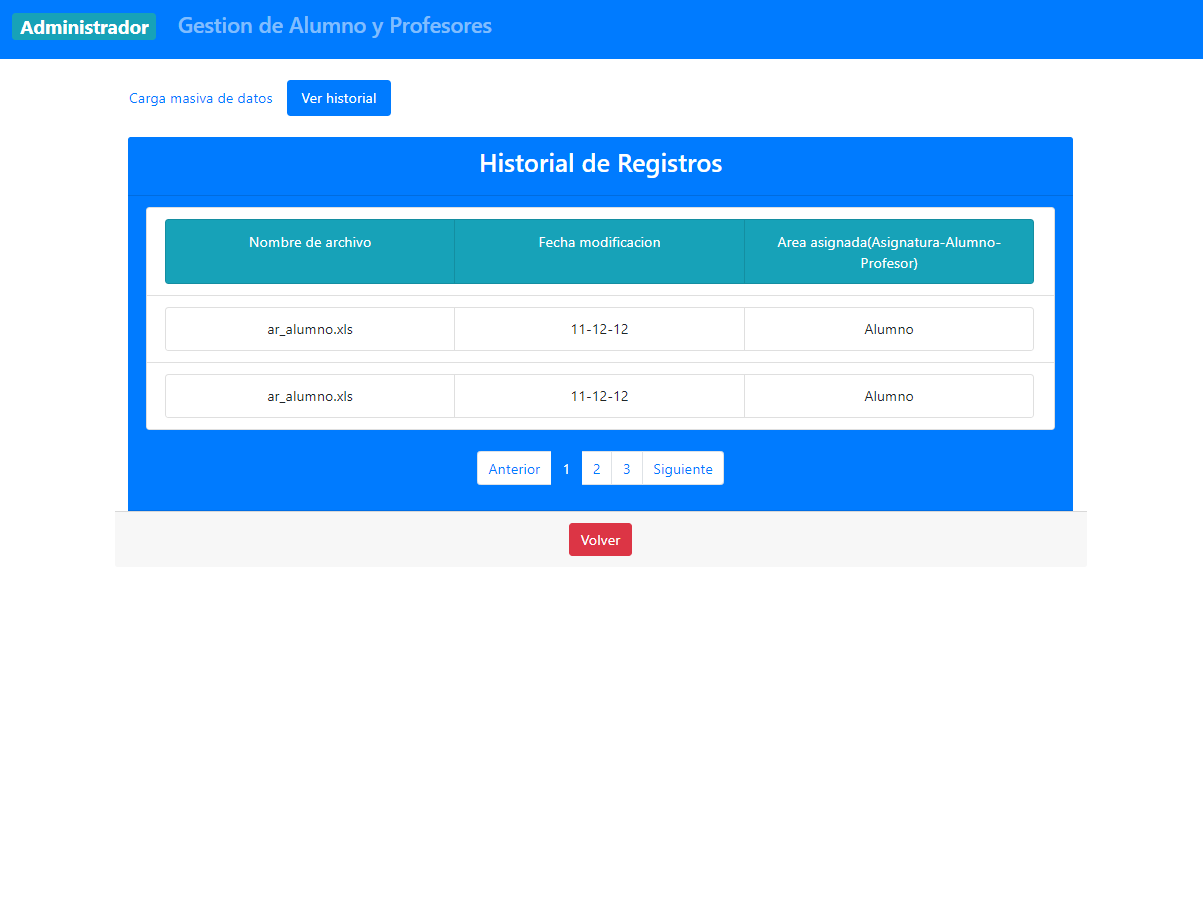 Administrador Gestion de Alumno y Profesores
Carga masiva de datos Ver historial
Historial de Registros
Nombre de archivo Fecha modificacion Area asignada(Asignatura-Alumno-
Profesor)
ar_alumno.xls 11-12-12 Alumno
ar_alumno.xls 11-12-12 Alumno
Anterior 1 2 3 Siguiente
Volver